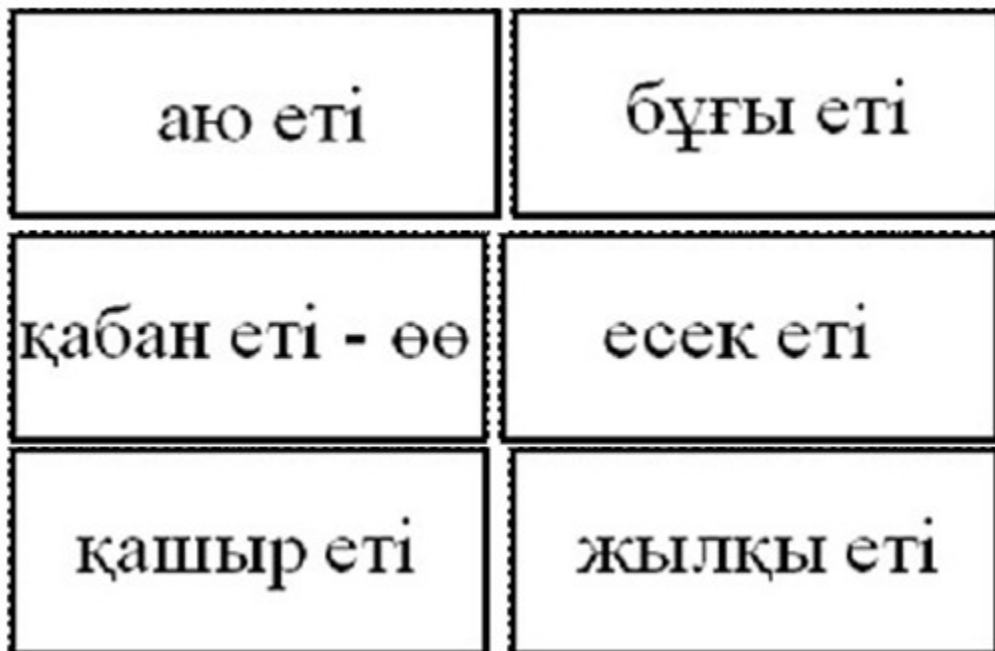 аю еті
бұғы еті
қабан еті - өө
есек еті
қашыр еті
жылқы еті